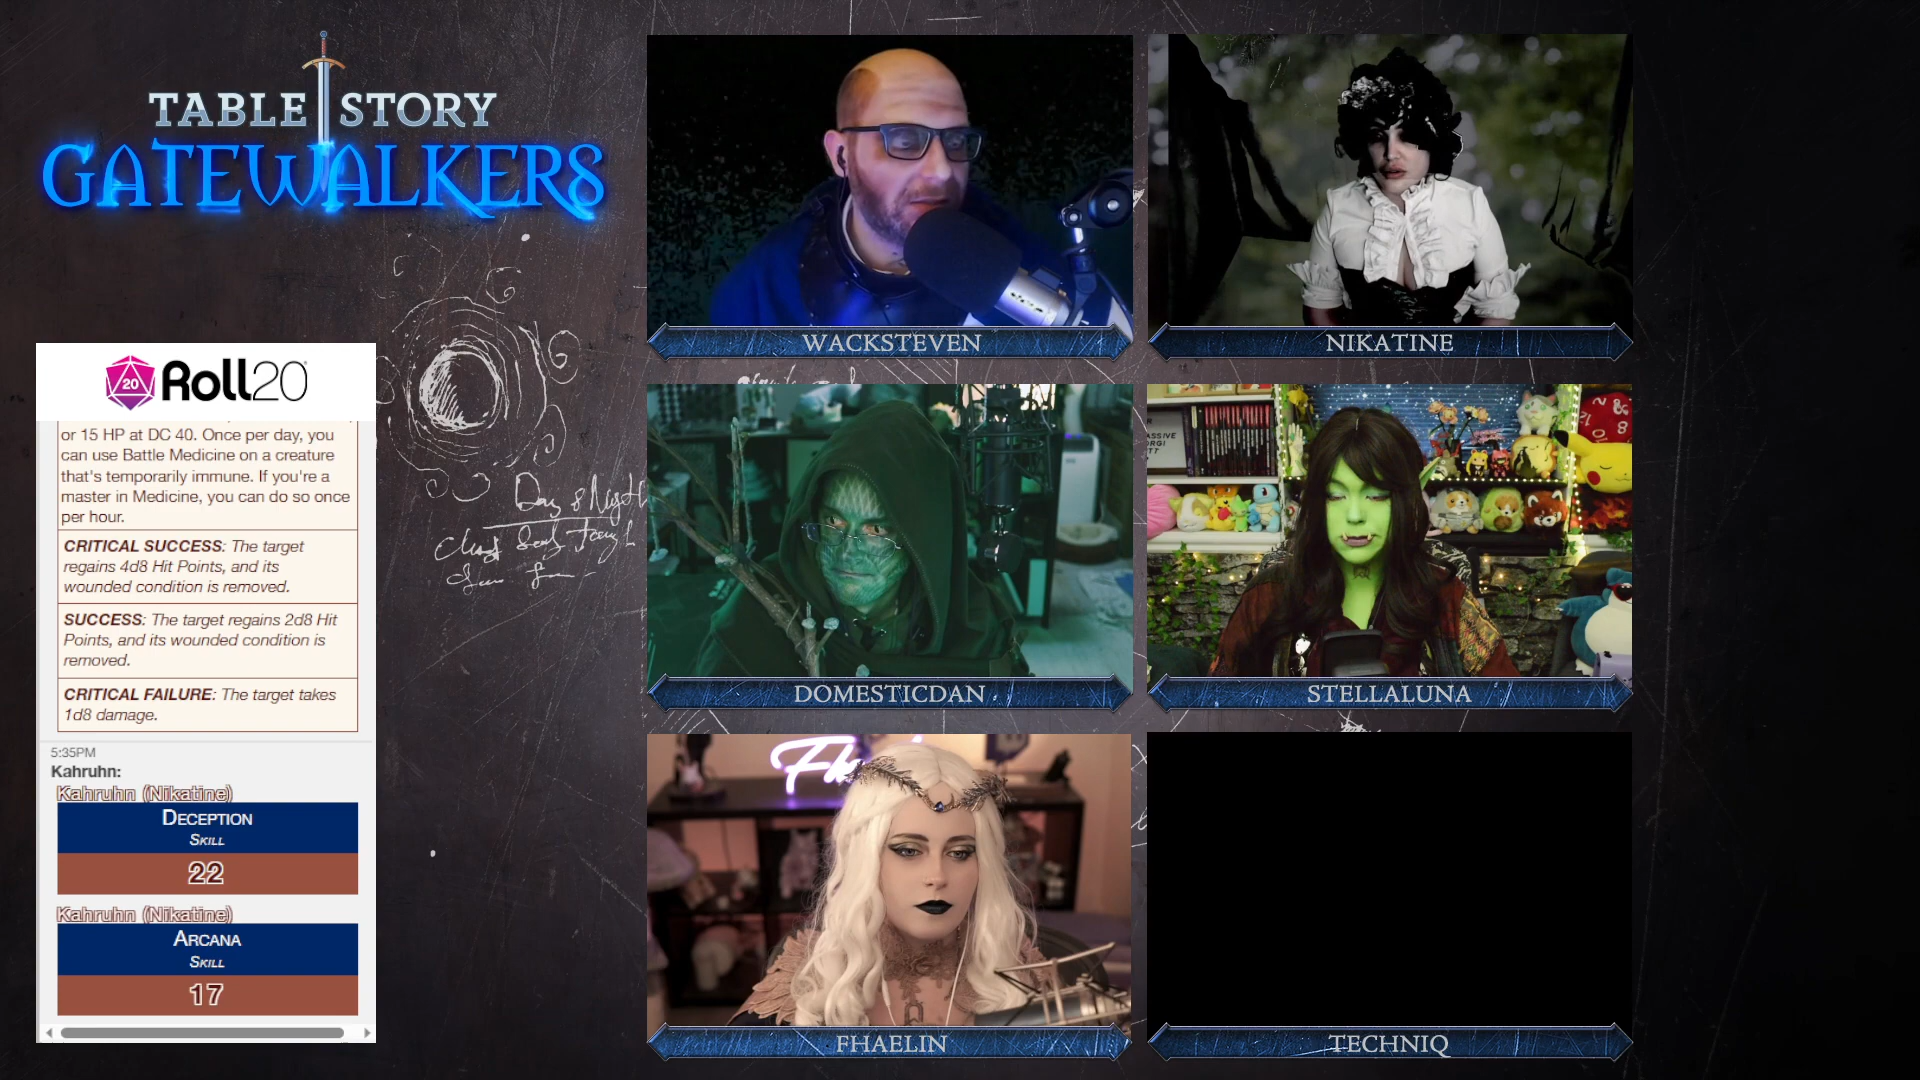 TABLE STORY
GATEWALKERS
Roll20
or 15 HP at DC 40. Once per day, you
can use Battle Medicine on a creature
that's temporarily immune. If you're a
master in Medicine, you can do so once
per hour.
CRITICAL SUCCESS: The target
regains 4d8 Hit Points, and its
wounded condition is removed.
SUCCESS: The target regains 2d8 Hit
Points, and its wounded condition is
removed.
CRITICAL FAILURE: The target takes
1d8 damage.
5:35PM
Kahruhn:
Kahruhn (Nikatine)
DECEPTION
SKILL
22
Kahruhn (Nikatine)
ARCANA
SKILL
17
Day & Night
WACKSTEVEN
NIKATINE
DOMESTICDAN
STELLALUNA
FHAELIN
TECHNIQ